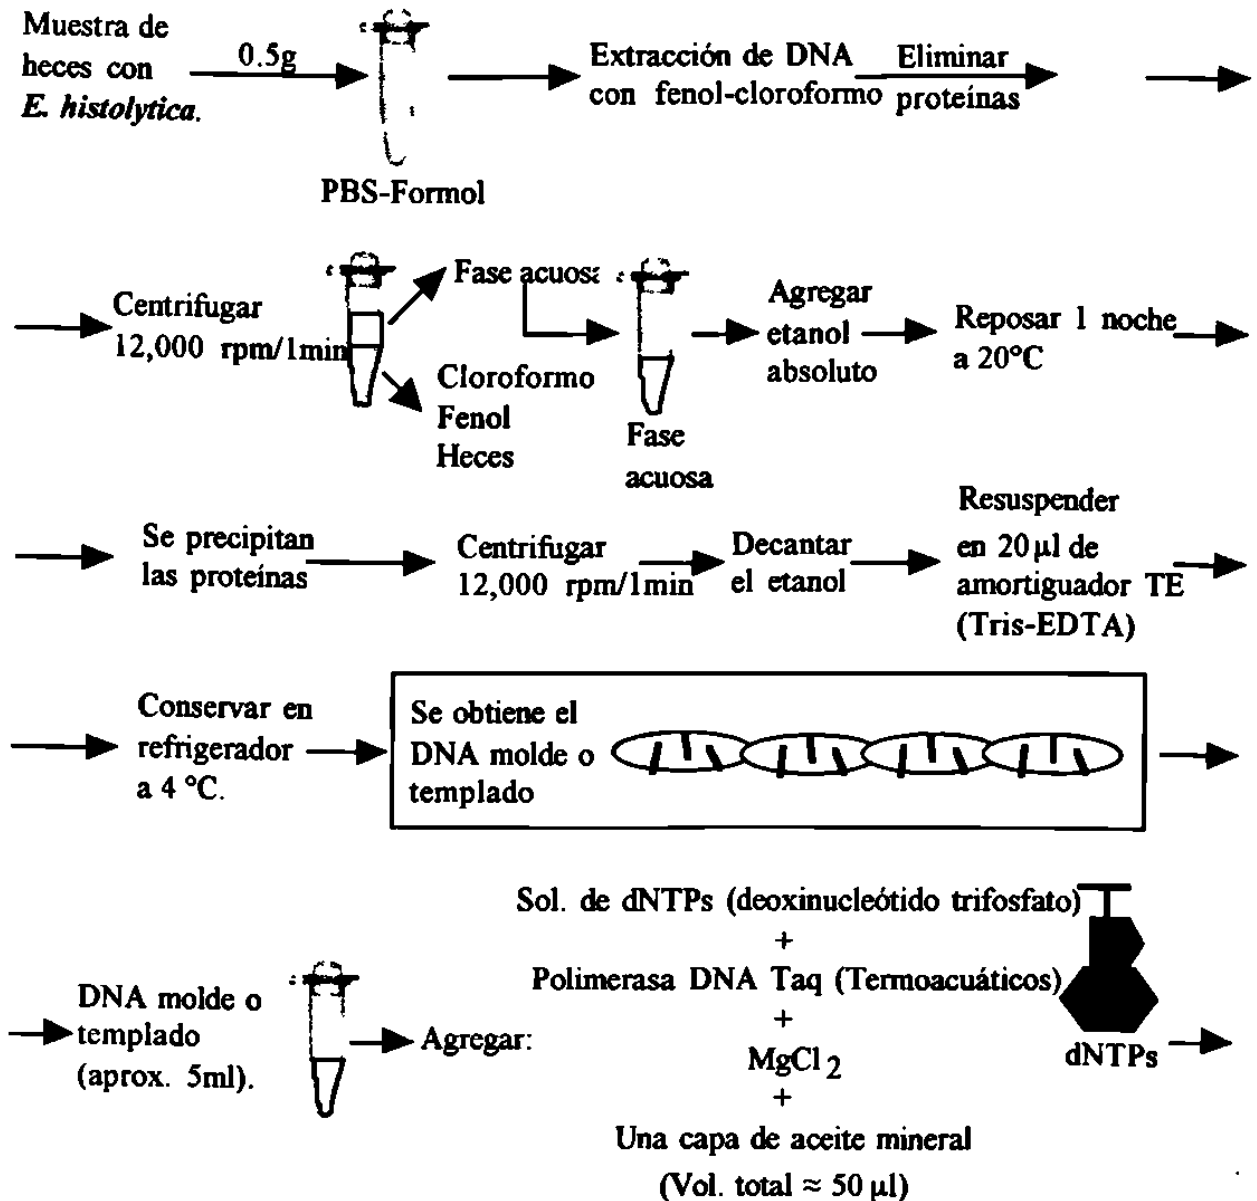 Muestra de
heces con
E. histolytica.
0.5g
PBS-Formol
Extracción de DNA
con fenol-cloroformo
Eliminar
proteínas
Centrifugar
12,000 rpm/1min
Fase acuosa
Cloroformo
Fenol
Heces
Fase
acuosa
Agregar
etanol
absoluto
Reposar 1 noche
a 20°C
Se precipitan
las proteínas
Centrifugar
12,000 rpm/1min
Decantar
el etanol
Resuspender
en 20 µl de
amortiguador TE
(Tris-EDTA)
Conservar en
refrigerador
a 4 °C.
Se obtiene el
DNA molde o
templado
DNA molde o
templado
(aprox. 5ml).
Agregar:
Sol. de dNTPs (deoxinucleótido trifosfato)
+
Polimerasa DNA Taq (Termoacuáticos)
+
MgCl2
+
Una capa de aceite mineral
(Vol. total ≈ 50 µl)
dNTPs